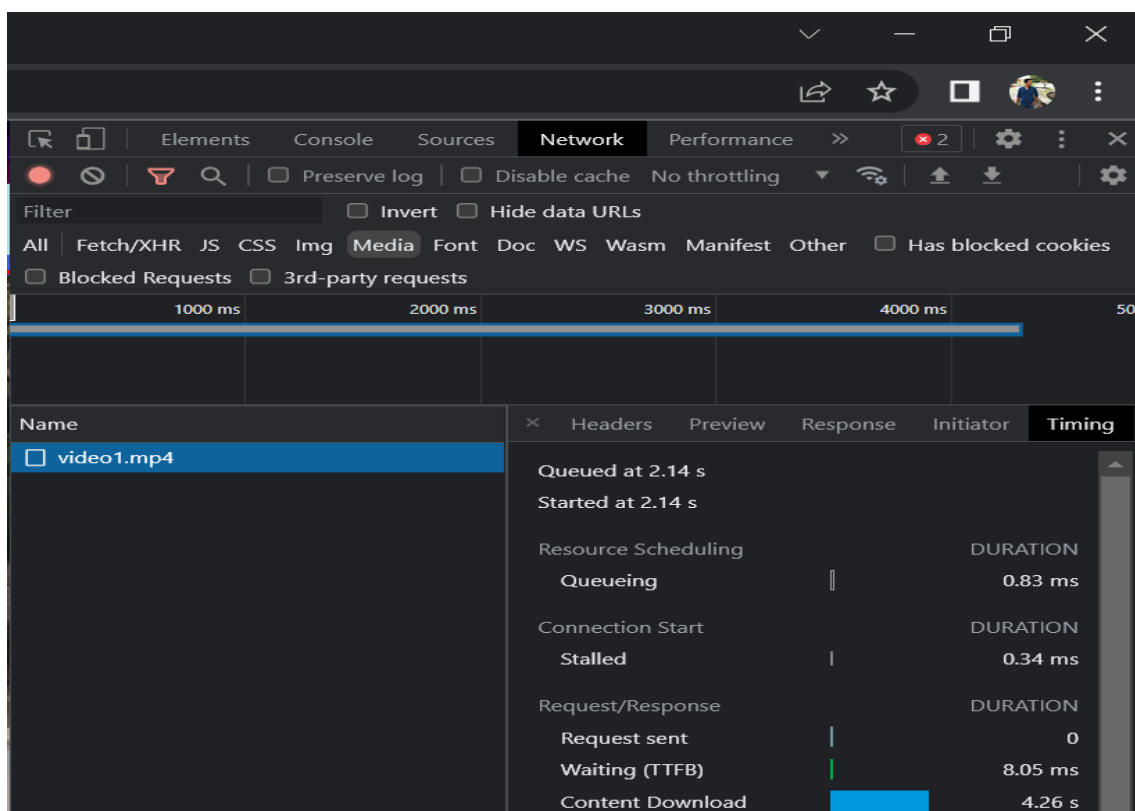 Elements Console Sources Network Performance » 2
Preserve log Disable cache No throttling
Filter Invert Hide data URLs
All Fetch/XHR JS CSS Img Media Font Doc WS Wasm Manifest Other Has blocked cookies
Blocked Requests 3rd-party requests
1000 ms 2000 ms 3000 ms 4000 ms 50
Name × Headers Preview Response Initiator Timing
video1.mp4
Queued at 2.14 s
Started at 2.14 s
Resource Scheduling DURATION
Queueing 0.83 ms
Connection Start DURATION
Stalled 0.34 ms
Request/Response DURATION
Request sent 0
Waiting (TTFB) 8.05 ms
Content Download 4.26 s